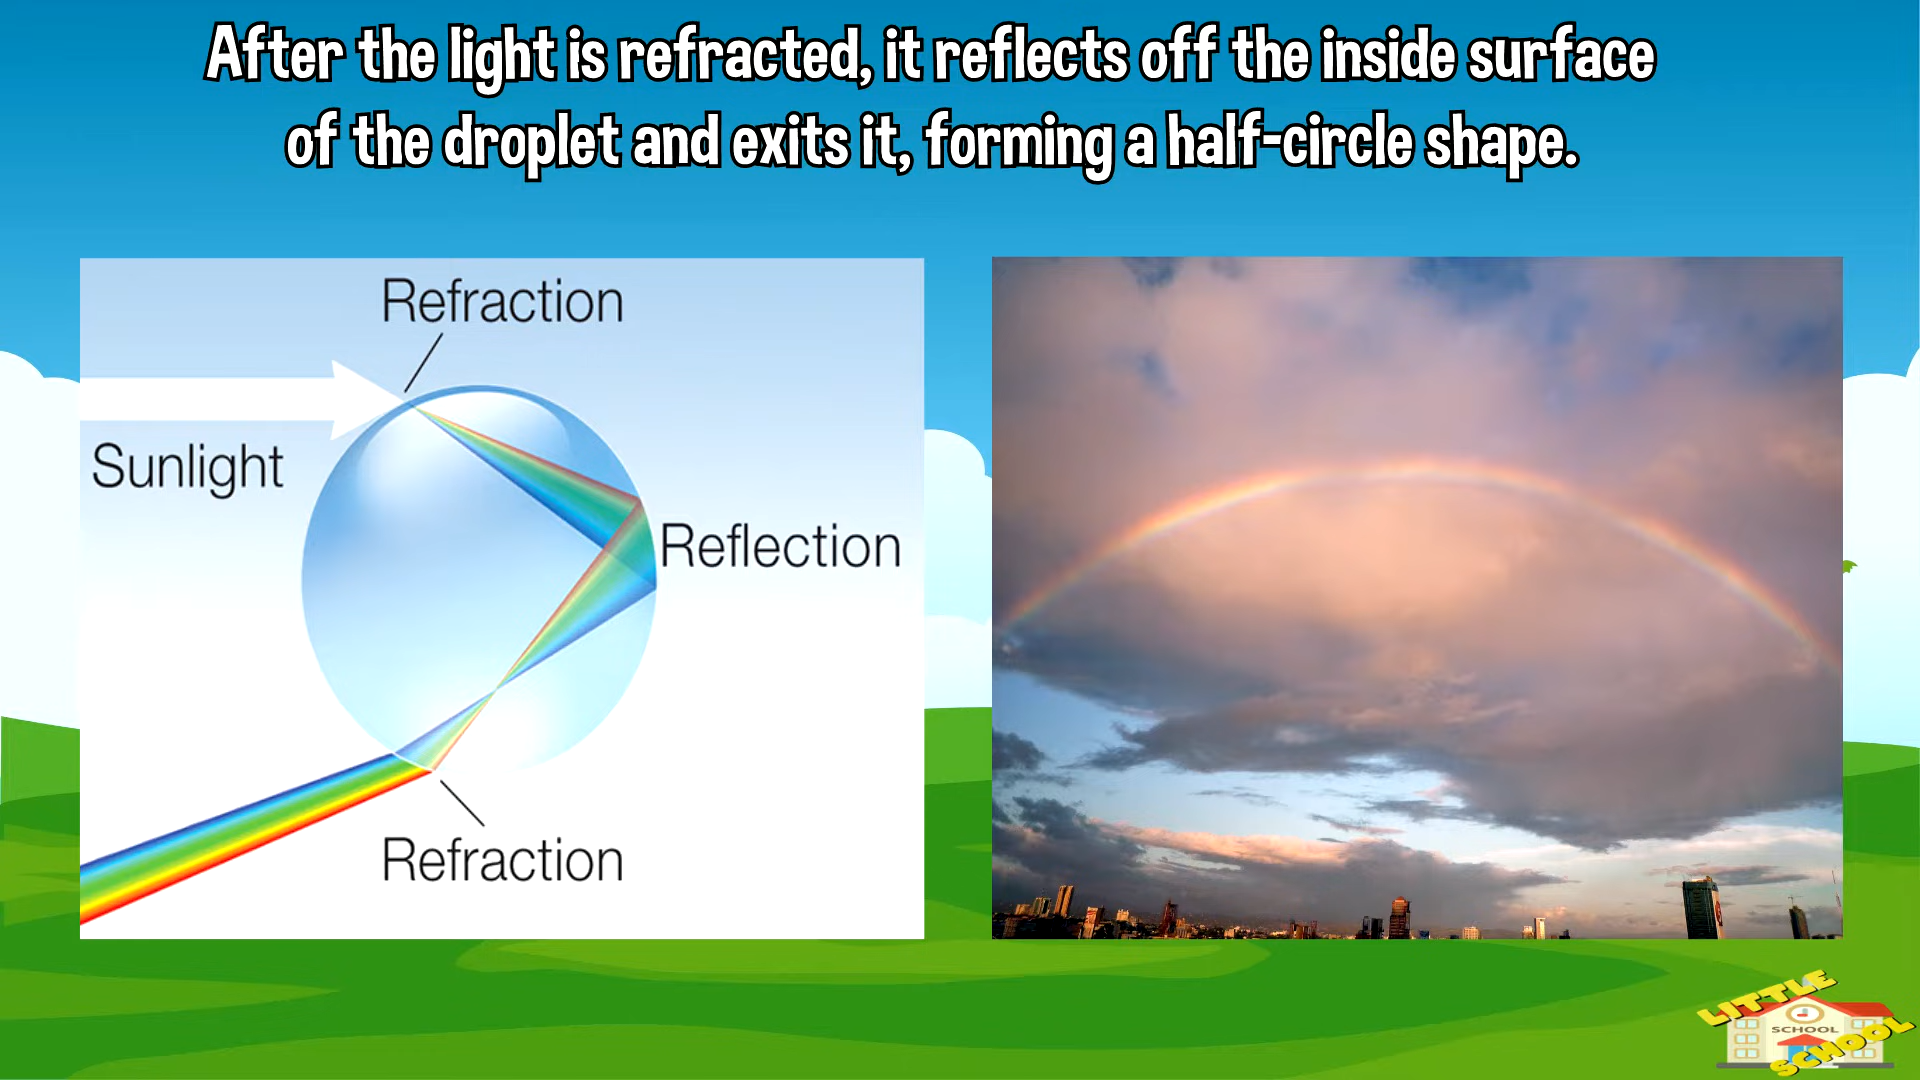 After the light is refracted, it reflects off the inside surface
of the droplet and exits it, forming a half-circle shape.
Refraction
Sunlight
Reflection
Refraction
LITTLE
SCHOOL
SCHOOL